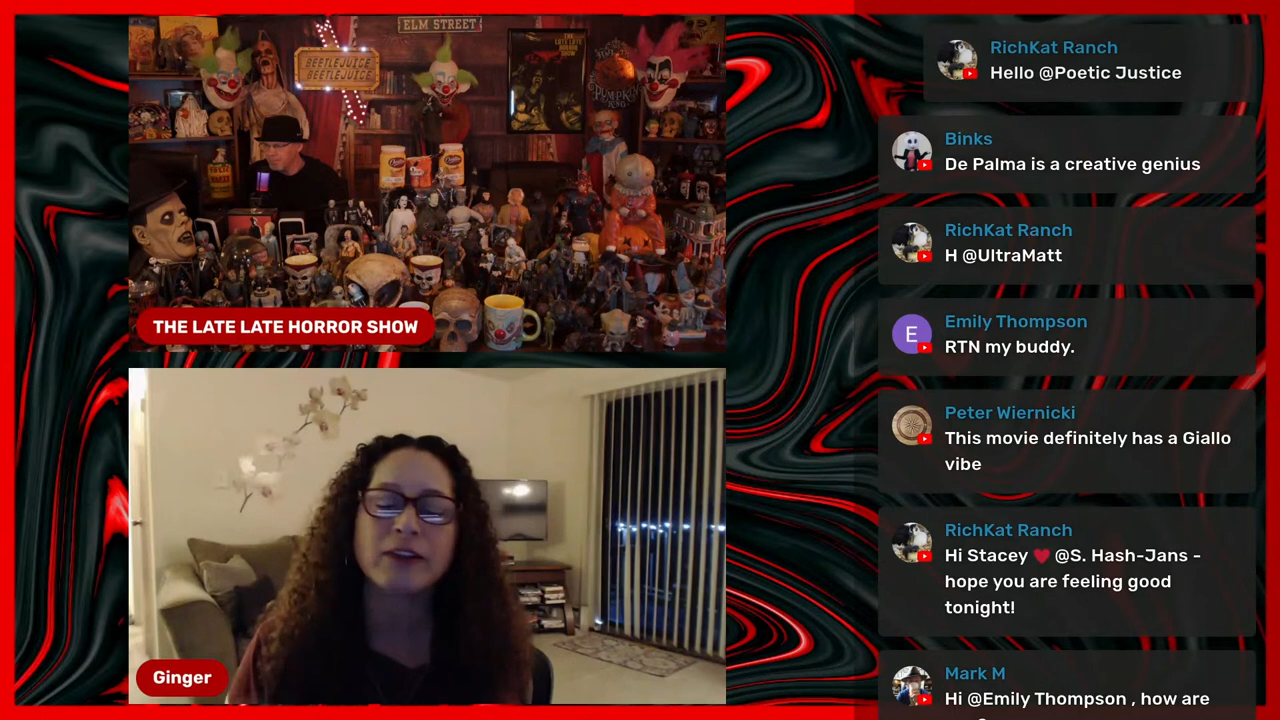 ELM STREET
BEETLEJUICE
BEETLEJUICE
THE LATE LATE HORROR SHOW
Ginger
RichKat Ranch
Hello @Poetic Justice
Binks
De Palma is a creative genius
RichKat Ranch
H @UltraMatt
Emily Thompson
RTN my buddy.
Peter Wiernicki
This movie definitely has a Giallo
vibe
RichKat Ranch
Hi Stacey ❤️ @S. Hash-Jans -
hope you are feeling good
tonight!
Mark M
Hi @Emily Thompson , how are